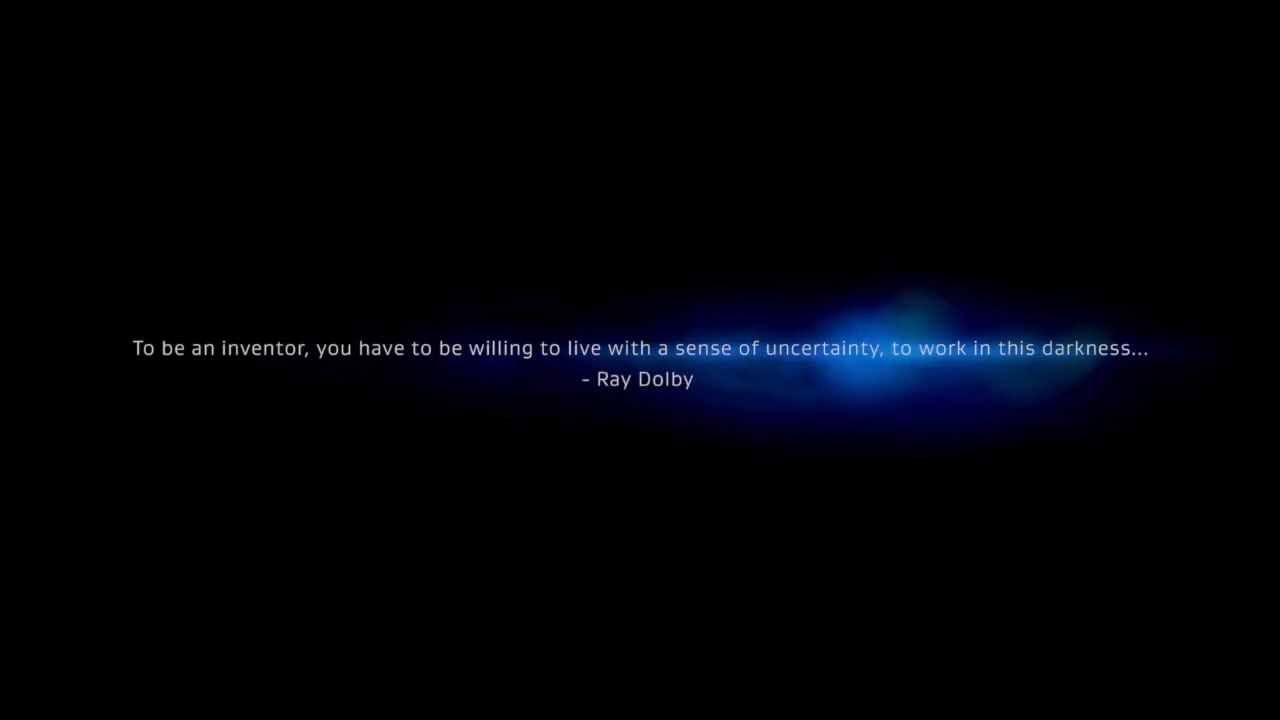 To be an inventor, you have to be willing to live with a sense of uncertainty, to work in this darkness...
- Ray Dolby